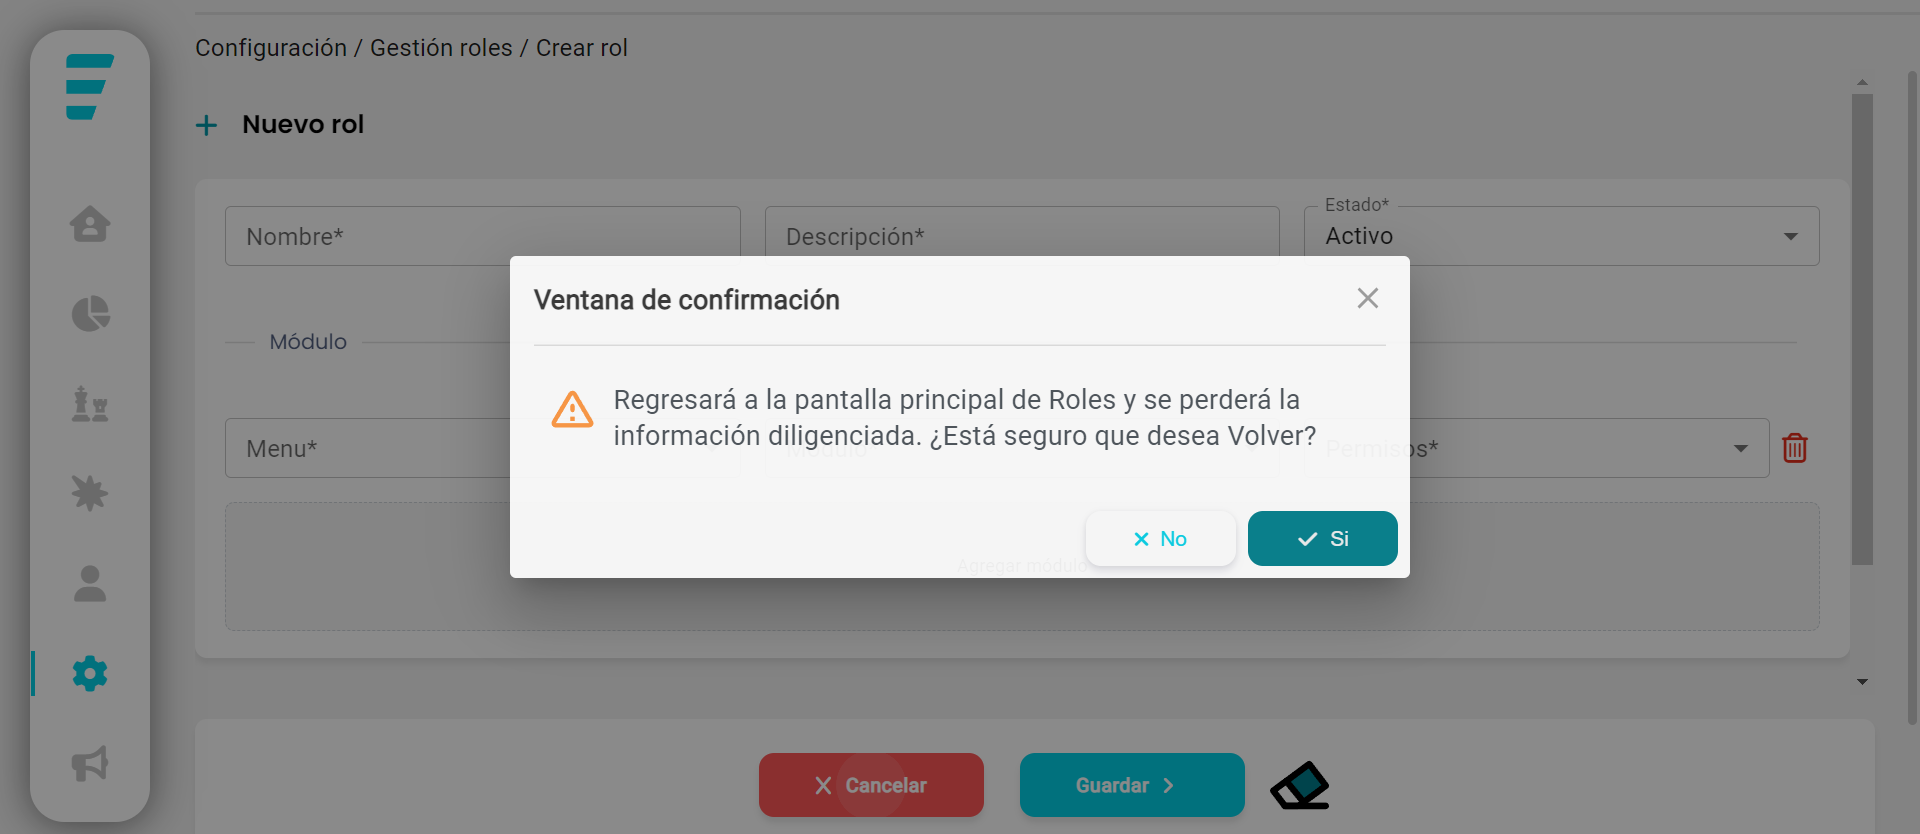 Configuración / Gestión roles / Crear rol
Nuevo rol
Nombre*
Descripción*
Estado*
Activo
Módulo
Ventana de confirmación
Regresará a la pantalla principal de Roles y se perderá la
información diligenciada. ¿Está seguro que desea Volver?
Menu*
Módulo*
Permisos*
No
Si
Agregar módulo
Cancelar
Guardar